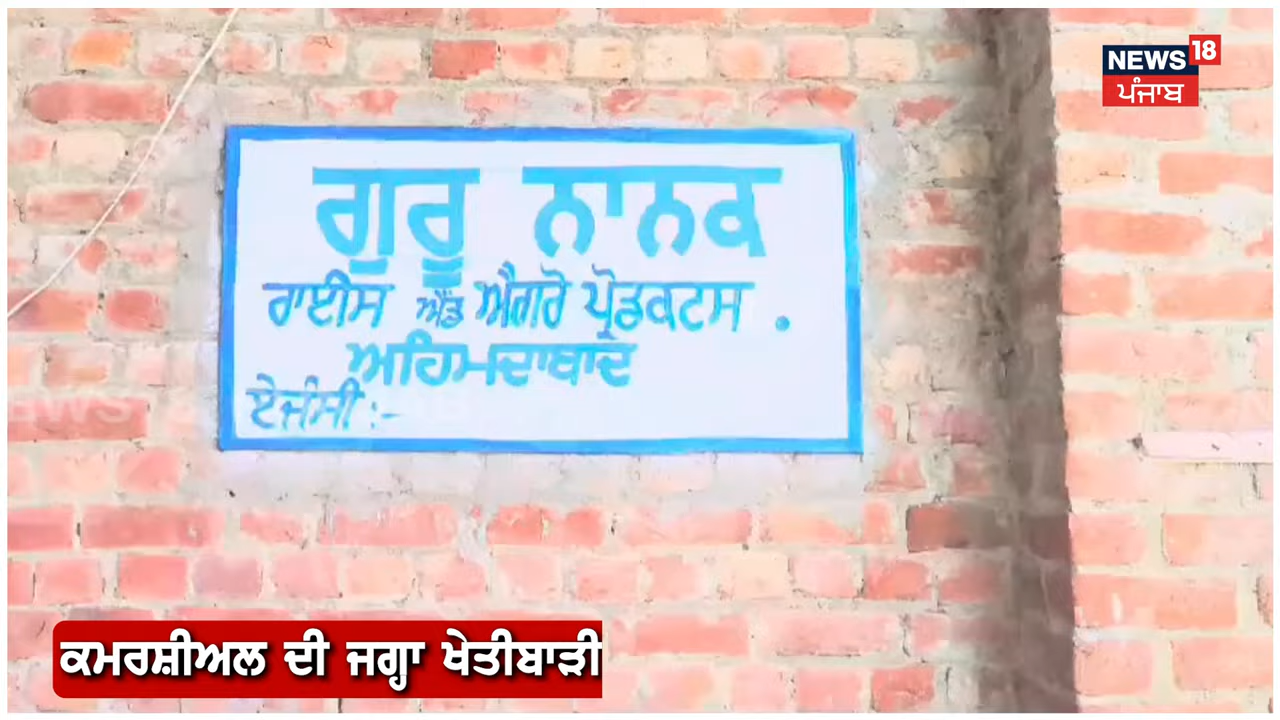 NEWS 18
ਪੰਜਾਬ
ਗੁਰੂ ਨਾਨਕ
ਰਾਈਸ ਐਂਡ ਐਗਰੋ ਪ੍ਰੋਡਕਟਸ .
ਅਹਿਮਦਾਬਾਦ
ਏਜੰਸੀ :-
ਕਮਰਸ਼ੀਅਲ ਦੀ ਜਗ੍ਹਾ ਖੇਤੀਬਾੜੀ